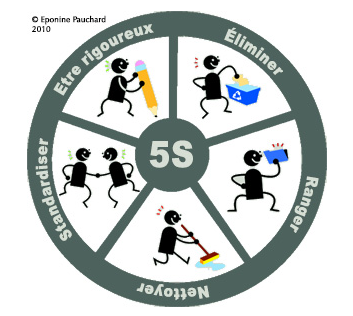 © Eponine Pauchard
2010
Etre rigoureux
Éliminer
Ranger
Nettoyer
Standardiser
5S